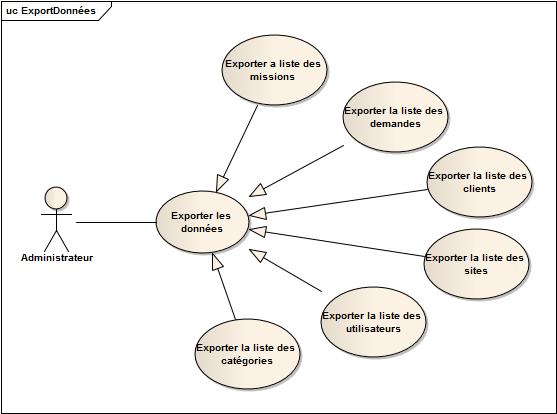 uc ExportDonnées
Exporter a liste des
missions
Exporter la liste des
demandes
Exporter la liste des
clients
Exporter les
données
Administrateur
Exporter la liste des
sites
Exporter la liste des
utilisateurs
Exporter la liste des
catégories